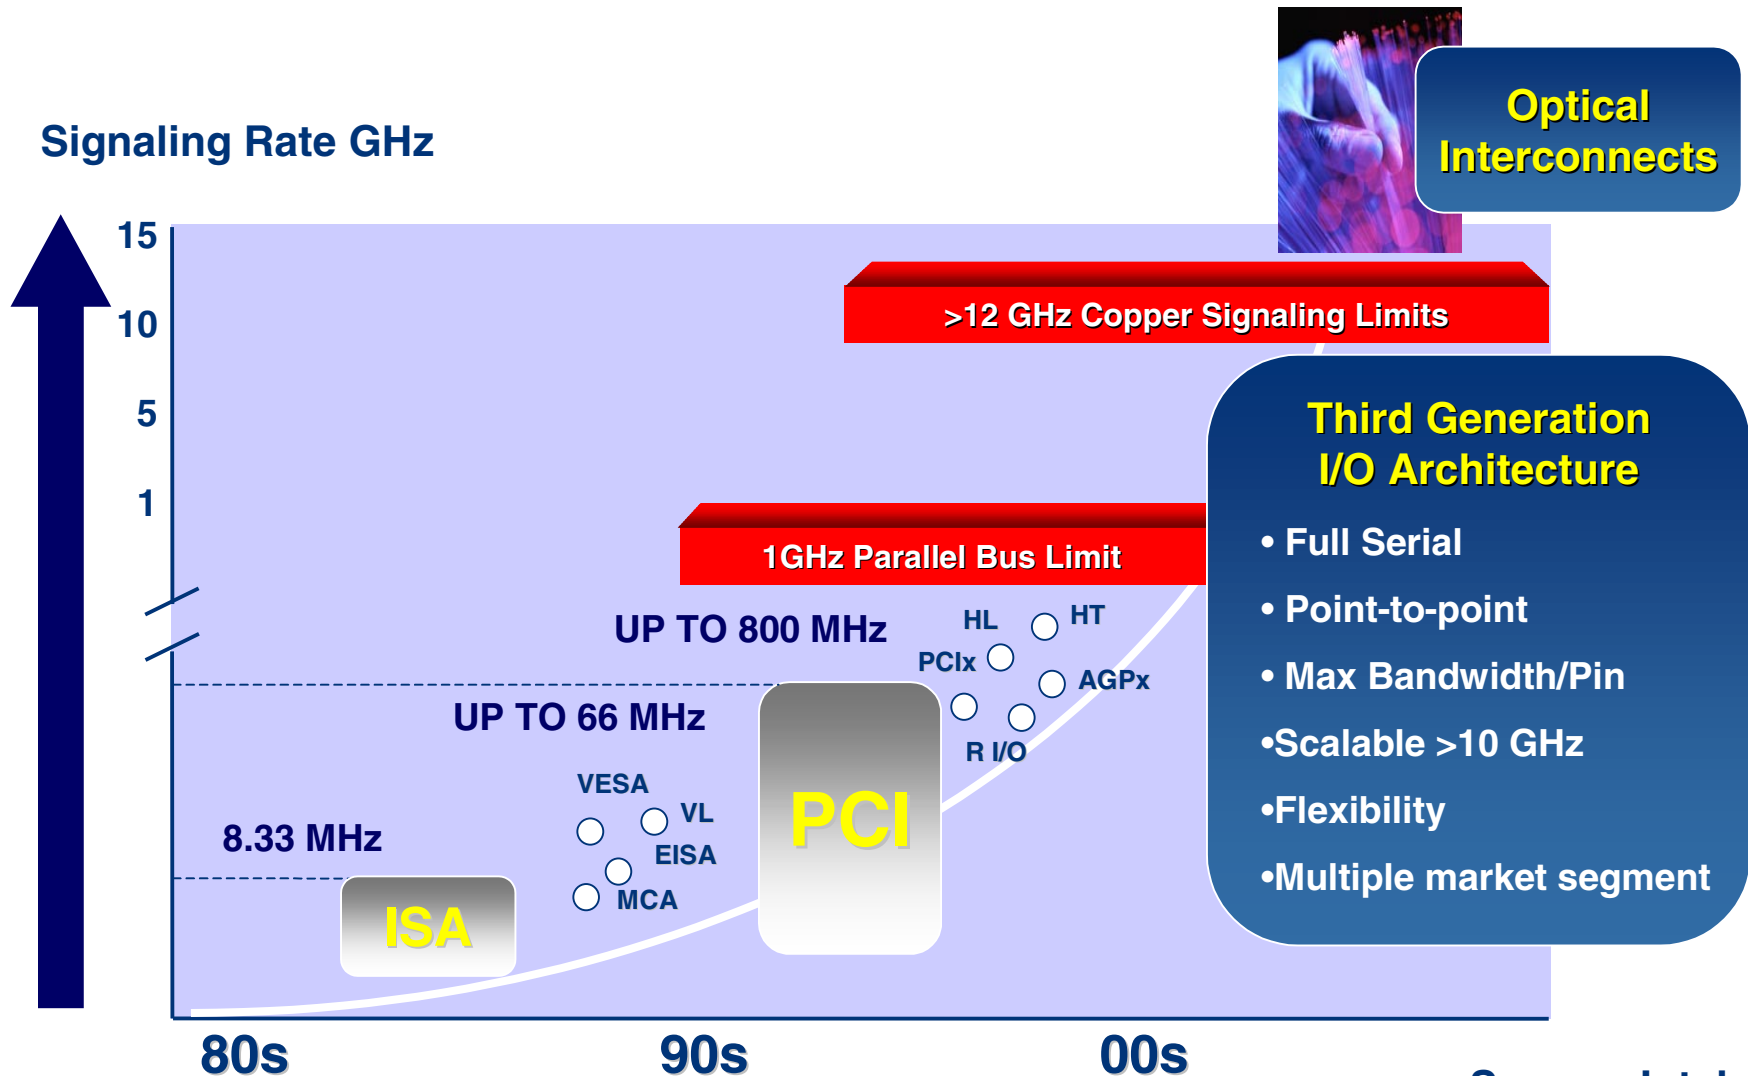 Optical
Interconnects
Signaling Rate GHz
15
10
5
1
>12 GHz Copper Signaling Limits
Third Generation
I/O Architecture
• Full Serial
• Point-to-point
• Max Bandwidth/Pin
•Scalable >10 GHz
•Flexibility
•Multiple market segment
1GHz Parallel Bus Limit
UP TO 800 MHz
HL
HT
PCIx
AGPx
R I/O
UP TO 66 MHz
VESA
VL
EISA
MCA
PCI
8.33 MHz
ISA
80s
90s
00s